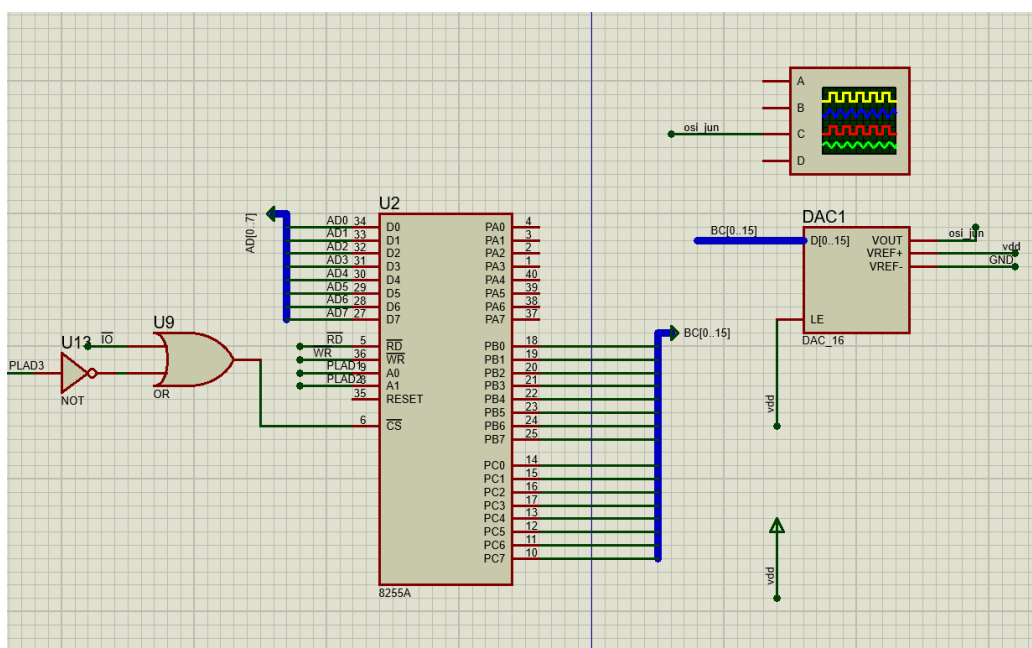 A
B
osi_jun
C
D
U2
DAC1
AD[0..7]
AD0 34 D0 PA0 4
AD1 33 D1 PA1 3
AD2 32 D2 PA2 2
AD3 31 D3 PA3 1
AD4 30 D4 PA4 40
AD5 29 D5 PA5 39
AD6 28 D6 PA6 38
AD7 27 D7 PA7 37
BC[0..15] D[0..15] VOUT osi_jun
VREF+ vdd
VREF- GND
LE
DAC_16
vdd
vdd
U13
U9
IO
PLAD3
NOT
OR
RD 5 RD PB0 18
WR 36 WR PB1 19
PLAD1 9 A0 PB2 20
PLAD2 8 A1 PB3 21
35 RESET PB4 22
PB5 23
6 CS PB6 24
PB7 25
BC[0..15]
PC0 14
PC1 15
PC2 16
PC3 17
PC4 13
PC5 12
PC6 11
PC7 10
8255A